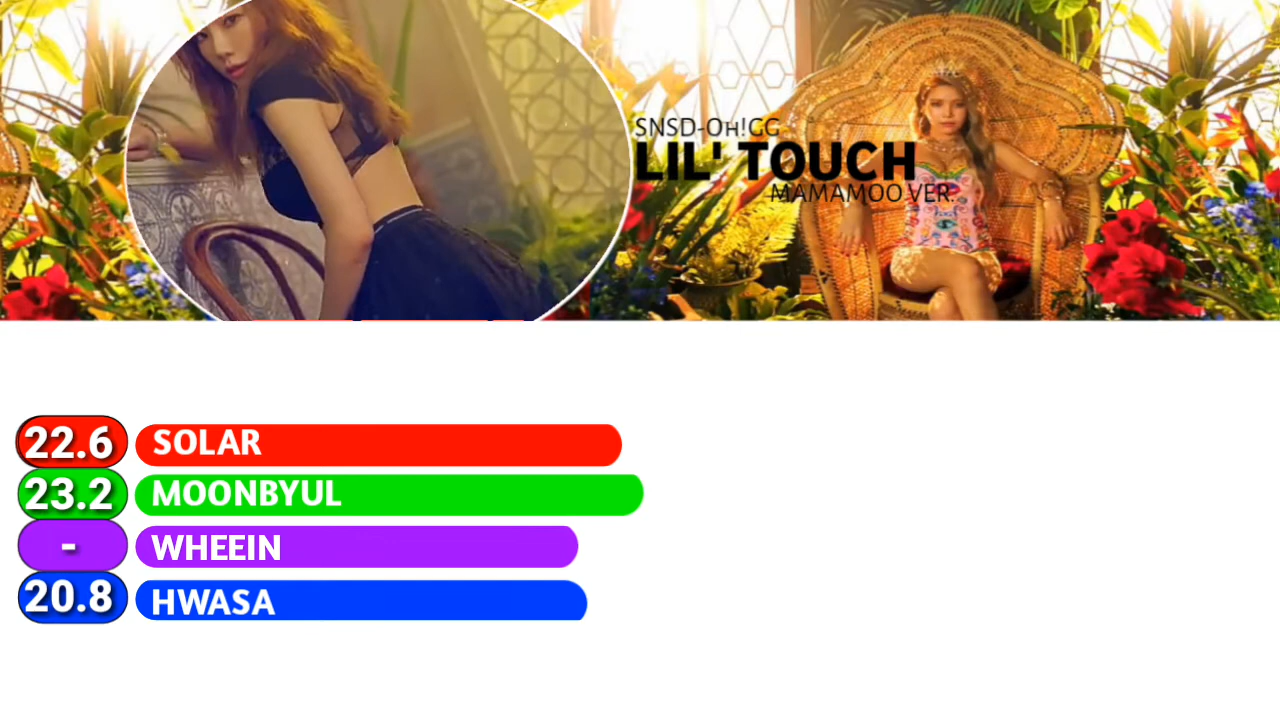 SNSD-OH!GG
LIL' TOUCH
MAMAMOO VER.
22.6 SOLAR
23.2 MOONBYUL
- WHEEIN
20.8 HWASA